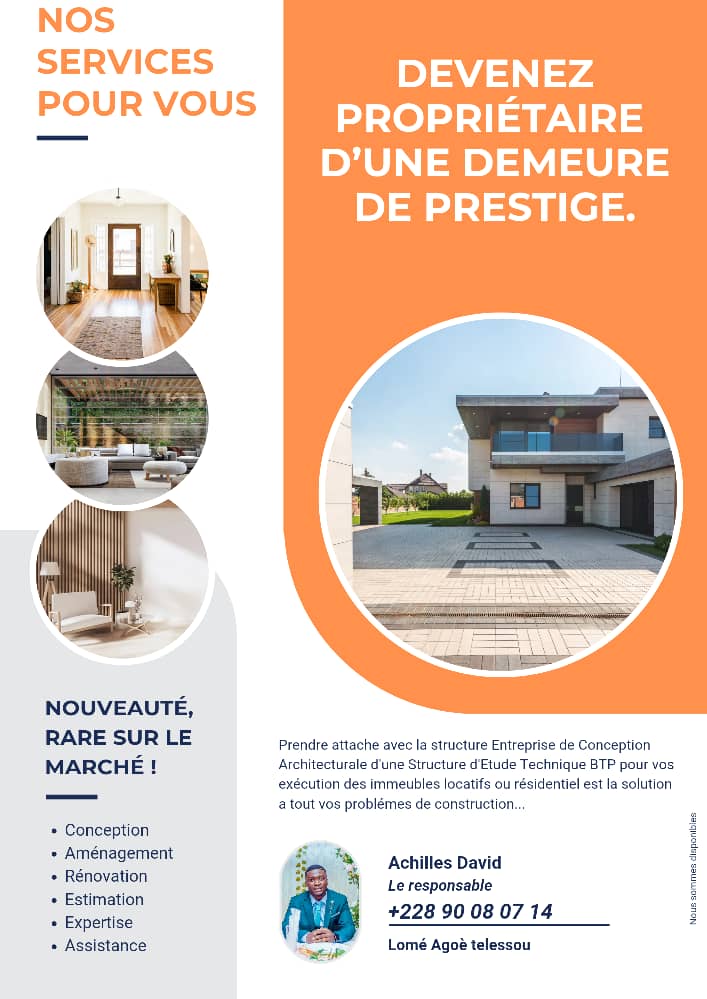 NOS
SERVICES
POUR VOUS
DEVENEZ
PROPRIÉTAIRE
D’UNE DEMEURE
DE PRESTIGE.
NOUVEAUTÉ,
RARE SUR LE
MARCHÉ !
• Conception
• Aménagement
• Rénovation
• Estimation
• Expertise
• Assistance
Prendre attache avec la structure Entreprise de Conception
Architecturale d'une Structure d'Etude Technique BTP pour vos
exécution des immeubles locatifs ou résidentiel est la solution
a tout vos problémes de construction...
Achilles David
Le responsable
+228 90 08 07 14
Lomé Agoè telessou
Nous sommes disponibles